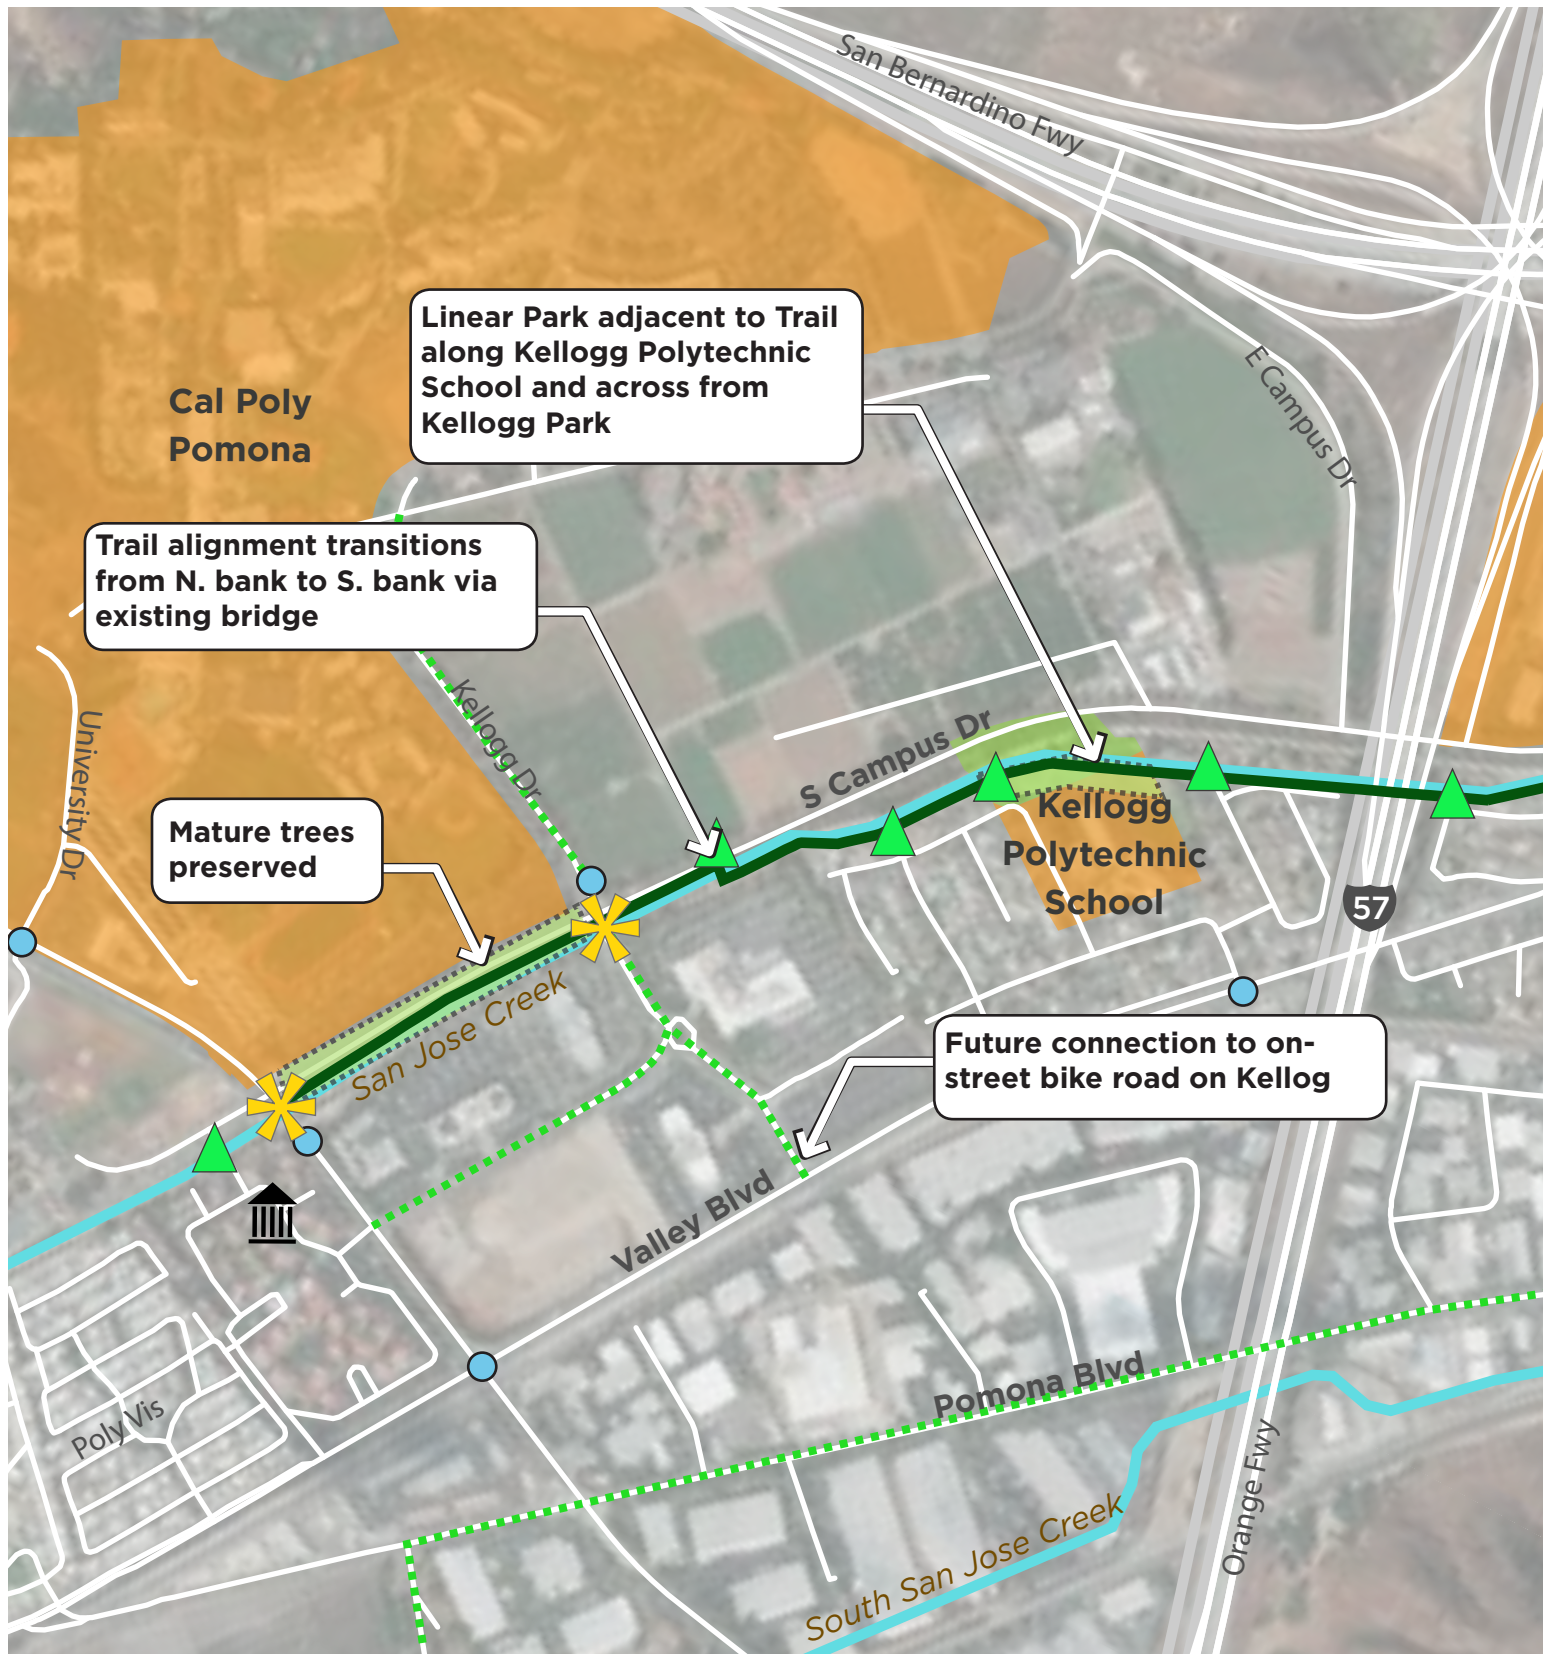 San Bernardino Fwy
Linear Park adjacent to Trail
along Kellogg Polytechnic
School and across from
Kellogg Park
E Campus Dr
Cal Poly
Pomona
Trail alignment transitions
from N. bank to S. bank via
existing bridge
Kellogg Dr
University Dr
S Campus Dr
Mature trees
preserved
Kellogg
Polytechnic
School
57
San Jose Creek
Future connection to on-
street bike road on Kellog
Valley Blvd
Pomona Blvd
Poly Vis
Orange Fwy
South San Jose Creek